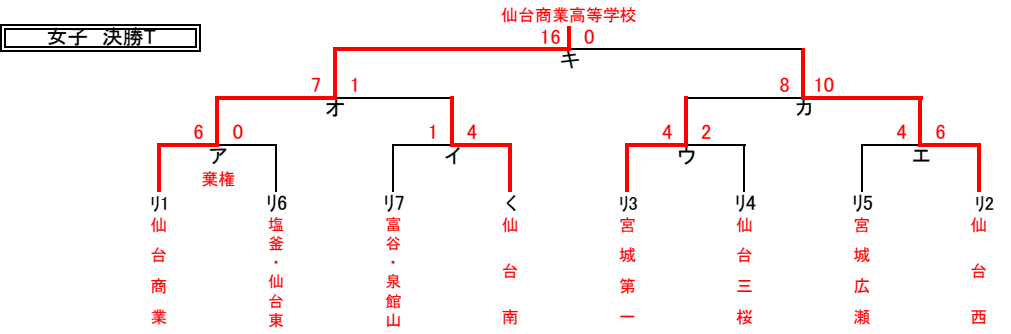 仙台商業高等学校
女子 決勝T
16 0
キ
7 1
オ
8 10
カ
6 0
ア
棄権
1 4
イ
4 2
ウ
4 6
エ
リ1
リ6
リ7
く
リ3
リ4
リ5
リ2
仙台商業
塩釜・仙台東
富谷・泉館山
仙台南
宮城第一
仙台三桜
宮城広瀬
仙台西